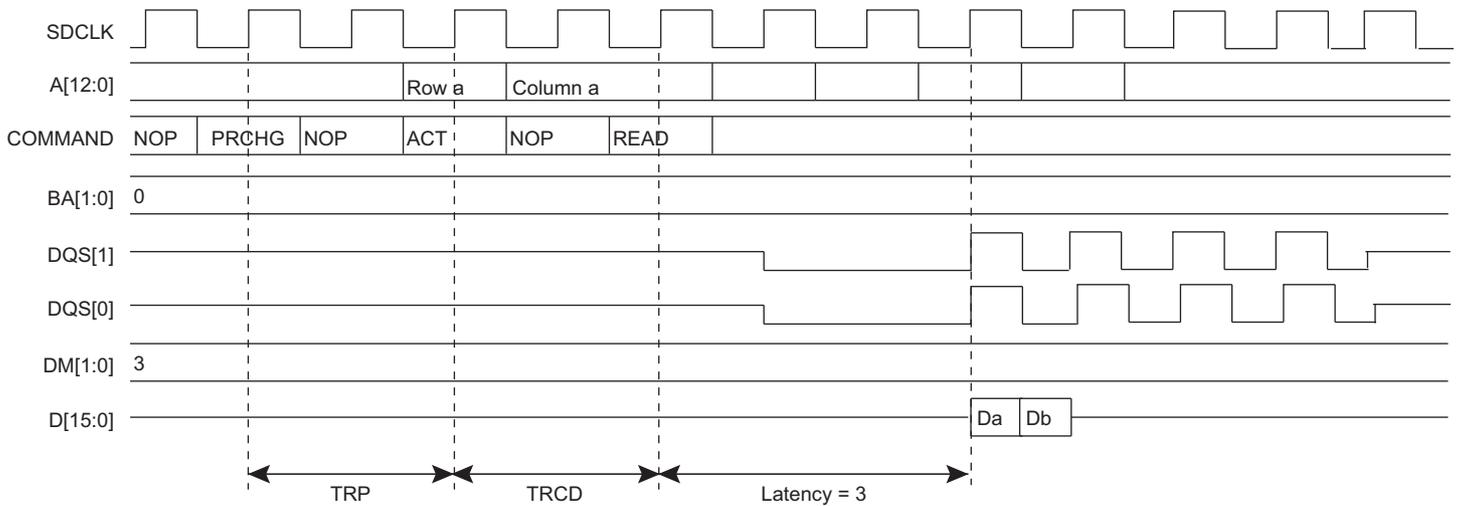 SDCLK
A[12:0] Row a Column a
COMMAND NOP PRCHG NOP ACT NOP READ
BA[1:0] 0
DQS[1]
DQS[0]
DM[1:0] 3
D[15:0] Da Db
TRP TRCD Latency = 3